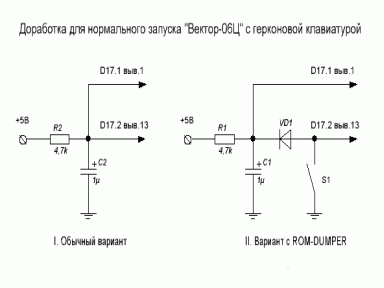 Доработка для нормального запуска "Вектор-06Ц" с герконовой клавиатурой
D17.1 выв.1
D17.1 выв.1
+5В
R2
D17.2 выв.13
+5В
R1
VD1
D17.2 выв.13
4,7k
4,7k
+ C2
+ C1
1µ
1µ
S1
I. Обычный вариант
II. Вариант с ROM-DUMPER